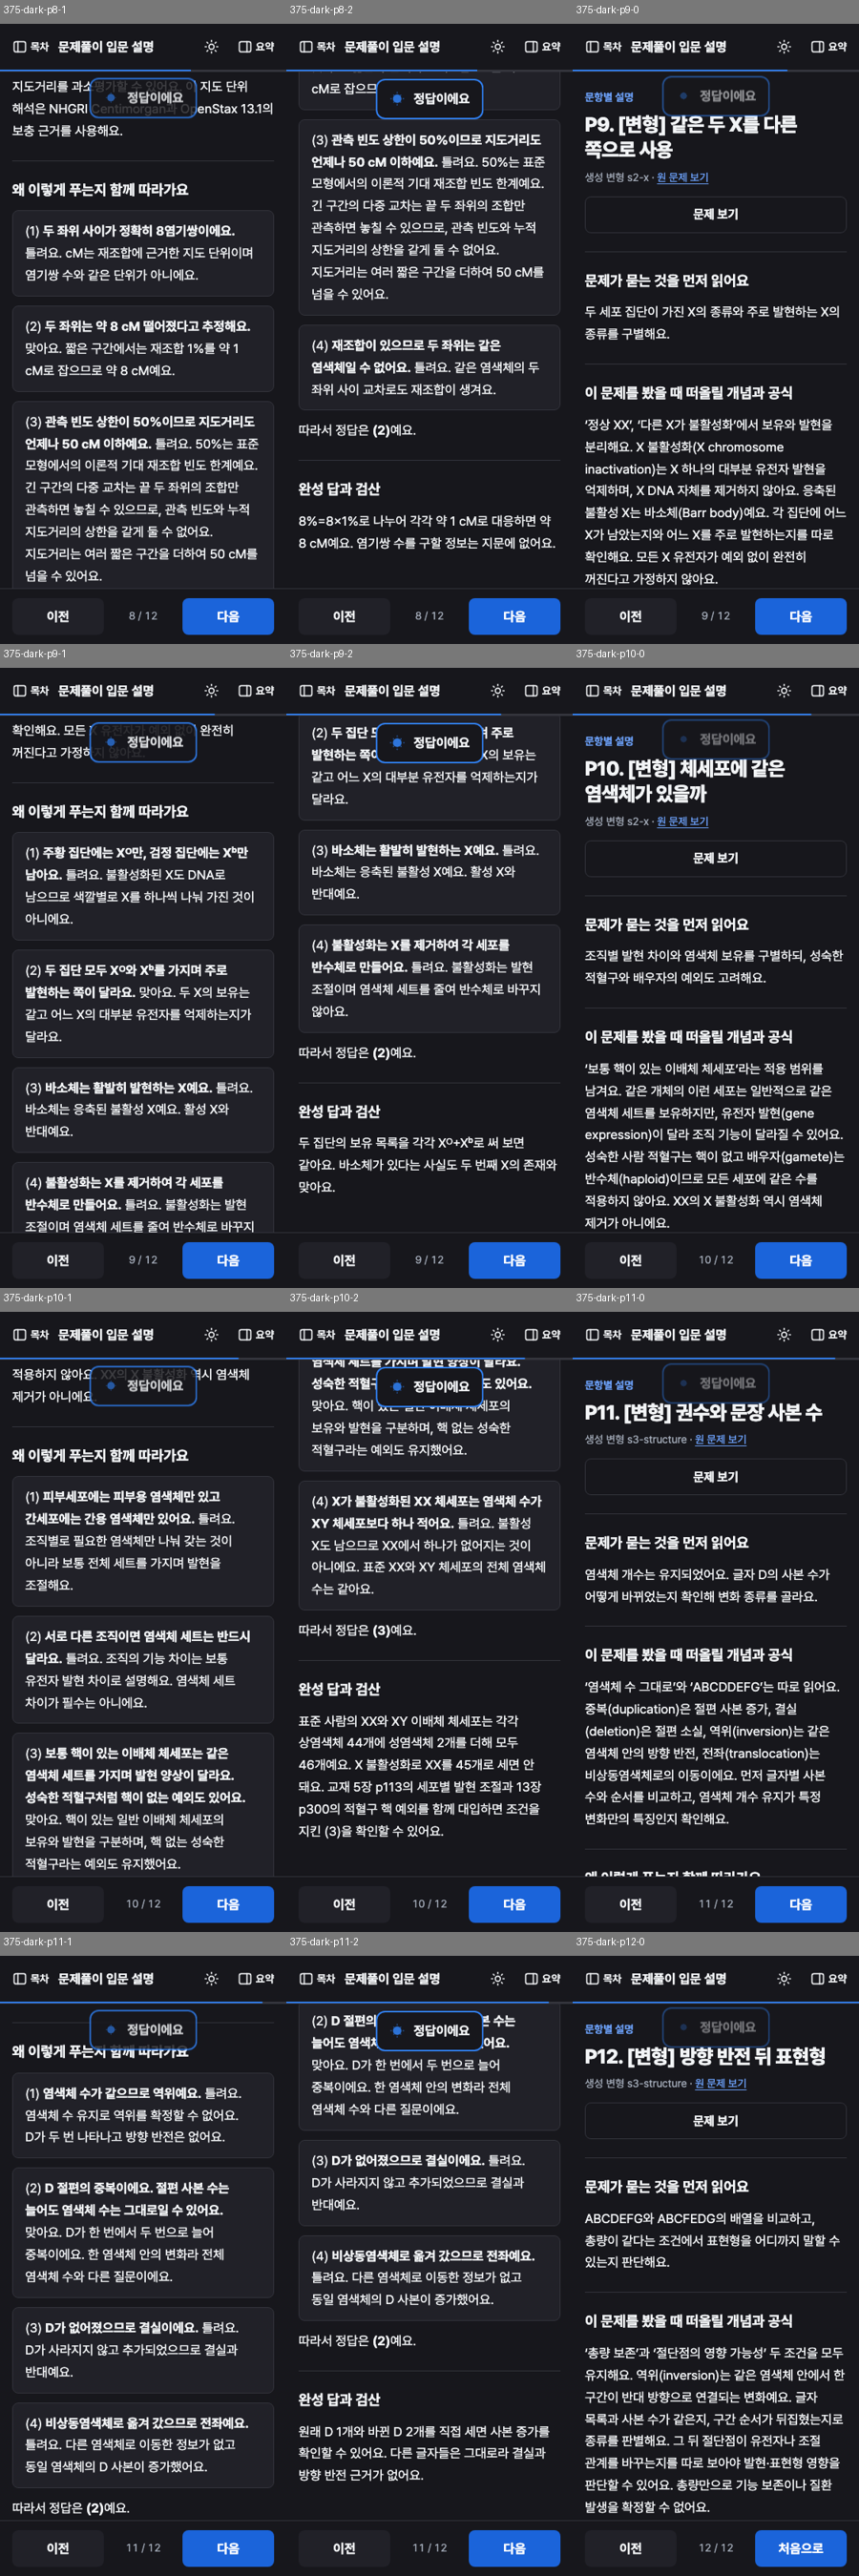 375-dark-p8-1
목차 문제풀이 입문 설명 요약
정답이에요
지도거리를 과소평가할 수 있어요. 이 지도 단위
해석은 NHGRI Centimorgan과 OpenStax 13.1의
보충 근거를 사용해요.
왜 이렇게 푸는지 함께 따라가요
(1) 두 좌위 사이가 정확히 8염기쌍이에요.
틀려요. cM는 재조합에 근거한 지도 단위이며
염기쌍 수와 같은 단위가 아니에요.
(2) 두 좌위는 약 8 cM 떨어졌다고 추정해요.
맞아요. 짧은 구간에서는 재조합 1%를 약 1
cM로 잡으므로 약 8 cM예요.
(3) 관측 빈도 상한이 50%이므로 지도거리도
언제나 50 cM 이하예요. 틀려요. 50%는 표준
모형에서의 이론적 기대 재조합 빈도 한계예요.
긴 구간의 다중 교차는 끝 두 좌위의 조합만
관측하면 놓칠 수 있으므로, 관측 빈도와 누적
지도거리의 상한을 같게 둘 수 없어요.
지도거리는 여러 짧은 구간을 더하여 50 cM를
넘을 수 있어요.
이전 8 / 12 다음
375-dark-p8-2
목차 문제풀이 입문 설명 요약
정답이에요
cM로 잡으므
(3) 관측 빈도 상한이 50%이므로 지도거리도
언제나 50 cM 이하예요. 틀려요. 50%는 표준
모형에서의 이론적 기대 재조합 빈도 한계예요.
긴 구간의 다중 교차는 끝 두 좌위의 조합만
관측하면 놓칠 수 있으므로, 관측 빈도와 누적
지도거리의 상한을 같게 둘 수 없어요.
지도거리는 여러 짧은 구간을 더하여 50 cM를
넘을 수 있어요.
(4) 재조합이 있으므로 두 좌위는 같은
염색체일 수 없어요. 틀려요. 같은 염색체의 두
좌위 사이 교차로도 재조합이 생겨요.
따라서 정답은 (2)예요.
완성 답과 검산
8%=8×1%로 나누어 각각 약 1 cM로 대응하면 약
8 cM예요. 염기쌍 수를 구할 정보는 지문에 없어요.
이전 8 / 12 다음
375-dark-p9-0
목차 문제풀이 입문 설명 요약
정답이에요
문항별 설명
P9. [변형] 같은 두 X를 다른
쪽으로 사용
생성 변형 s2-x · 원 문제 보기
문제 보기
문제가 묻는 것을 먼저 읽어요
두 세포 집단이 가진 X의 종류와 주로 발현하는 X의
종류를 구별해요.
이 문제를 봤을 때 떠올릴 개념과 공식
‘정상 XX’, ‘다른 X가 불활성화’에서 보유와 발현을
분리해요. X 불활성화(X chromosome
inactivation)는 X 하나의 대부분 유전자 발현을
억제하며, X DNA 자체를 제거하지 않아요. 응축된
불활성 X는 바소체(Barr body)예요. 각 집단에 어느
X가 남았는지와 어느 X를 주로 발현하는지를 따로
확인해요. 모든 X 유전자가 예외 없이 완전히
꺼진다고 가정하지 않아요.
이전 9 / 12 다음
375-dark-p9-1
목차 문제풀이 입문 설명 요약
정답이에요
확인해요. 모든 X 유전자가 예외 없이 완전히
꺼진다고 가정하지 않아요.
왜 이렇게 푸는지 함께 따라가요
(1) 주황 집단에는 Xᴼ만, 검정 집단에는 Xᵇ만
남아요. 틀려요. 불활성화된 X도 DNA로
남으므로 색깔별로 X를 하나씩 나눠 가진 것이
아니에요.
(2) 두 집단 모두 Xᴼ와 Xᵇ를 가지며 주로
발현하는 쪽이 달라요. 맞아요. 두 X의 보유는
같고 어느 X의 대부분 유전자를 억제하는지가
달라요.
(3) 바소체는 활발히 발현하는 X예요. 틀려요.
바소체는 응축된 불활성 X예요. 활성 X와
반대예요.
(4) 불활성화는 X를 제거하여 각 세포를
반수체로 만들어요. 틀려요. 불활성화는 발현
조절이며 염색체 세트를 줄여 반수체로 바꾸지
이전 9 / 12 다음
375-dark-p9-2
목차 문제풀이 입문 설명 요약
정답이에요
(2) 두 집단 주로
발현하는 쪽이 X의 보유는
같고 어느 X의 대부분 유전자를 억제하는지가
달라요.
(3) 바소체는 활발히 발현하는 X예요. 틀려요.
바소체는 응축된 불활성 X예요. 활성 X와
반대예요.
(4) 불활성화는 X를 제거하여 각 세포를
반수체로 만들어요. 틀려요. 불활성화는 발현
조절이며 염색체 세트를 줄여 반수체로 바꾸지
않아요.
따라서 정답은 (2)예요.
완성 답과 검산
두 집단의 보유 목록을 각각 Xᴼ+Xᵇ로 써 보면
같아요. 바소체가 있다는 사실도 두 번째 X의 존재와
맞아요.
이전 9 / 12 다음
375-dark-p10-0
목차 문제풀이 입문 설명 요약
정답이에요
문항별 설명
P10. [변형] 체세포에 같은
염색체가 있을까
생성 변형 s2-x · 원 문제 보기
문제 보기
문제가 묻는 것을 먼저 읽어요
조직별 발현 차이와 염색체 보유를 구별하되, 성숙한
적혈구와 배우자의 예외도 고려해요.
이 문제를 봤을 때 떠올릴 개념과 공식
‘보통 핵이 있는 이배체 체세포’라는 적용 범위를
남겨요. 같은 개체의 이런 세포는 일반적으로 같은
염색체 세트를 보유하지만, 유전자 발현(gene
expression)이 달라 조직 기능이 달라질 수 있어요.
성숙한 사람 적혈구는 핵이 없고 배우자(gamete)는
반수체(haploid)이므로 모든 세포에 같은 수를
적용하지 않아요. XX의 X 불활성화 역시 염색체
제거가 아니에요.
이전 10 / 12 다음
375-dark-p10-1
목차 문제풀이 입문 설명 요약
정답이에요
적용하지 않아요. XX의 X 불활성화 역시 염색체
제거가 아니에요.
왜 이렇게 푸는지 함께 따라가요
(1) 피부세포에는 피부용 염색체만 있고
간세포에는 간용 염색체만 있어요. 틀려요.
조직별로 필요한 염색체만 나눠 갖는 것이
아니라 보통 전체 세트를 가지며 발현을
조절해요.
(2) 서로 다른 조직이면 염색체 세트는 반드시
달라요. 틀려요. 조직의 기능 차이는 보통
유전자 발현 차이로 설명해요. 염색체 세트
차이가 필수는 아니에요.
(3) 보통 핵이 있는 이배체 체세포는 같은
염색체 세트를 가지며 발현 양상이 달라요.
성숙한 적혈구처럼 핵이 없는 예외도 있어요.
맞아요. 핵이 있는 일반 이배체 체세포의
보유와 발현을 구분하며, 핵 없는 성숙한
적혈구라는 예외도 유지했어요.
이전 10 / 12 다음
375-dark-p10-2
목차 문제풀이 입문 설명 요약
정답이에요
염색체 세트를 가지며 발현 양상이 달라요.
성숙한 적혈구 도 있어요.
맞아요. 핵이 있는 일반 이배체 체세포의
보유와 발현을 구분하며, 핵 없는 성숙한
적혈구라는 예외도 유지했어요.
(4) X가 불활성화된 XX 체세포는 염색체 수가
XY 체세포보다 하나 적어요. 틀려요. 불활성
X도 남으므로 XX에서 하나가 없어지는 것이
아니에요. 표준 XX와 XY 체세포의 전체 염색체
수는 같아요.
따라서 정답은 (3)예요.
완성 답과 검산
표준 사람의 XX와 XY 이배체 체세포는 각각
상염색체 44개에 성염색체 2개를 더해 모두
46개예요. X 불활성화로 XX를 45개로 세면 안
돼요. 교재 5장 p113의 세포별 발현 조절과 13장
p300의 적혈구 핵 예외를 함께 대입하면 조건을
지킨 (3)을 확인할 수 있어요.
이전 10 / 12 다음
375-dark-p11-0
목차 문제풀이 입문 설명 요약
정답이에요
문항별 설명
P11. [변형] 권수와 문장 사본 수
생성 변형 s3-structure · 원 문제 보기
문제 보기
문제가 묻는 것을 먼저 읽어요
염색체 개수는 유지되었어요. 글자 D의 사본 수가
어떻게 바뀌었는지 확인해 변화 종류를 골라요.
이 문제를 봤을 때 떠올릴 개념과 공식
‘염색체 수 그대로’와 ‘ABCDDEFG’는 따로 읽어요.
중복(duplication)은 절편 사본 증가, 결실
(deletion)은 절편 소실, 역위(inversion)는 같은
염색체 안의 방향 반전, 전좌(translocation)는
비상동염색체로의 이동이에요. 먼저 글자별 사본
수와 순서를 비교하고, 염색체 개수 유지가 특정
변화만의 특징인지 확인해요.
왜 이렇게 푸는지 함께 따라가요
이전 11 / 12 다음
375-dark-p11-1
목차 문제풀이 입문 설명 요약
정답이에요
왜 이렇게 푸는지 함께 따라가요
(1) 염색체 수가 같으므로 역위예요. 틀려요.
염색체 수 유지로 역위를 확정할 수 없어요.
D가 두 번 나타나고 방향 반전은 없어요.
(2) D 절편의 중복이에요. 절편 사본 수는
늘어도 염색체 수는 그대로일 수 있어요.
맞아요. D가 한 번에서 두 번으로 늘어
중복이에요. 한 염색체 안의 변화라 전체
염색체 수와 다른 질문이에요.
(3) D가 없어졌으므로 결실이에요. 틀려요.
D가 사라지지 않고 추가되었으므로 결실과
반대예요.
(4) 비상동염색체로 옮겨 갔으므로 전좌예요.
틀려요. 다른 염색체로 이동한 정보가 없고
동일 염색체의 D 사본이 증가했어요.
따라서 정답은 (2)예요.
이전 11 / 12 다음
375-dark-p11-2
목차 문제풀이 입문 설명 요약
정답이에요
(2) D 절편의 본 수는
늘어도 염색체 어요.
맞아요. D가 한 번에서 두 번으로 늘어
중복이에요. 한 염색체 안의 변화라 전체
염색체 수와 다른 질문이에요.
(3) D가 없어졌으므로 결실이에요. 틀려요.
D가 사라지지 않고 추가되었으므로 결실과
반대예요.
(4) 비상동염색체로 옮겨 갔으므로 전좌예요.
틀려요. 다른 염색체로 이동한 정보가 없고
동일 염색체의 D 사본이 증가했어요.
따라서 정답은 (2)예요.
완성 답과 검산
원래 D 1개와 바뀐 D 2개를 직접 세면 사본 증가를
확인할 수 있어요. 다른 글자들은 그대로라 결실과
방향 반전 근거가 없어요.
이전 11 / 12 다음
375-dark-p12-0
목차 문제풀이 입문 설명 요약
정답이에요
문항별 설명
P12. [변형] 방향 반전 뒤 표현형
생성 변형 s3-structure · 원 문제 보기
문제 보기
문제가 묻는 것을 먼저 읽어요
ABCDEFG와 ABCFEDG의 배열을 비교하고,
총량이 같다는 조건에서 표현형을 어디까지 말할 수
있는지 판단해요.
이 문제를 봤을 때 떠올릴 개념과 공식
‘총량 보존’과 ‘절단점의 영향 가능성’ 두 조건을 모두
유지해요. 역위(inversion)는 같은 염색체 안에서 한
구간이 반대 방향으로 연결되는 변화예요. 글자
목록과 사본 수가 같은지, 구간 순서가 뒤집혔는지로
종류를 판별해요. 그 뒤 절단점이 유전자나 조절
관계를 바꾸는지를 따로 보아야 발현·표현형 영향을
판단할 수 있어요. 총량만으로 기능 보존이나 질환
발생을 확정할 수 없어요.
이전 12 / 12 처음으로